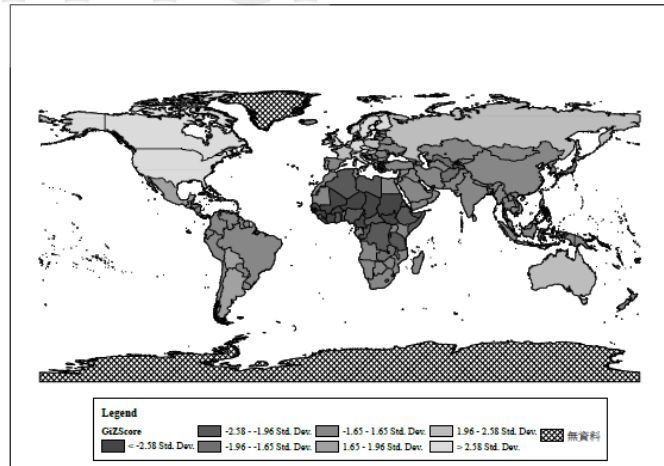 Legend
GiZScore
-2.58 - -1.96 Std. Dev.
-1.65 - 1.65 Std. Dev.
1.96 - 2.58 Std. Dev.
無資料
< -2.58 Std. Dev.
-1.96 - -1.65 Std. Dev.
1.65 - 1.96 Std. Dev.
> 2.58 Std. Dev.